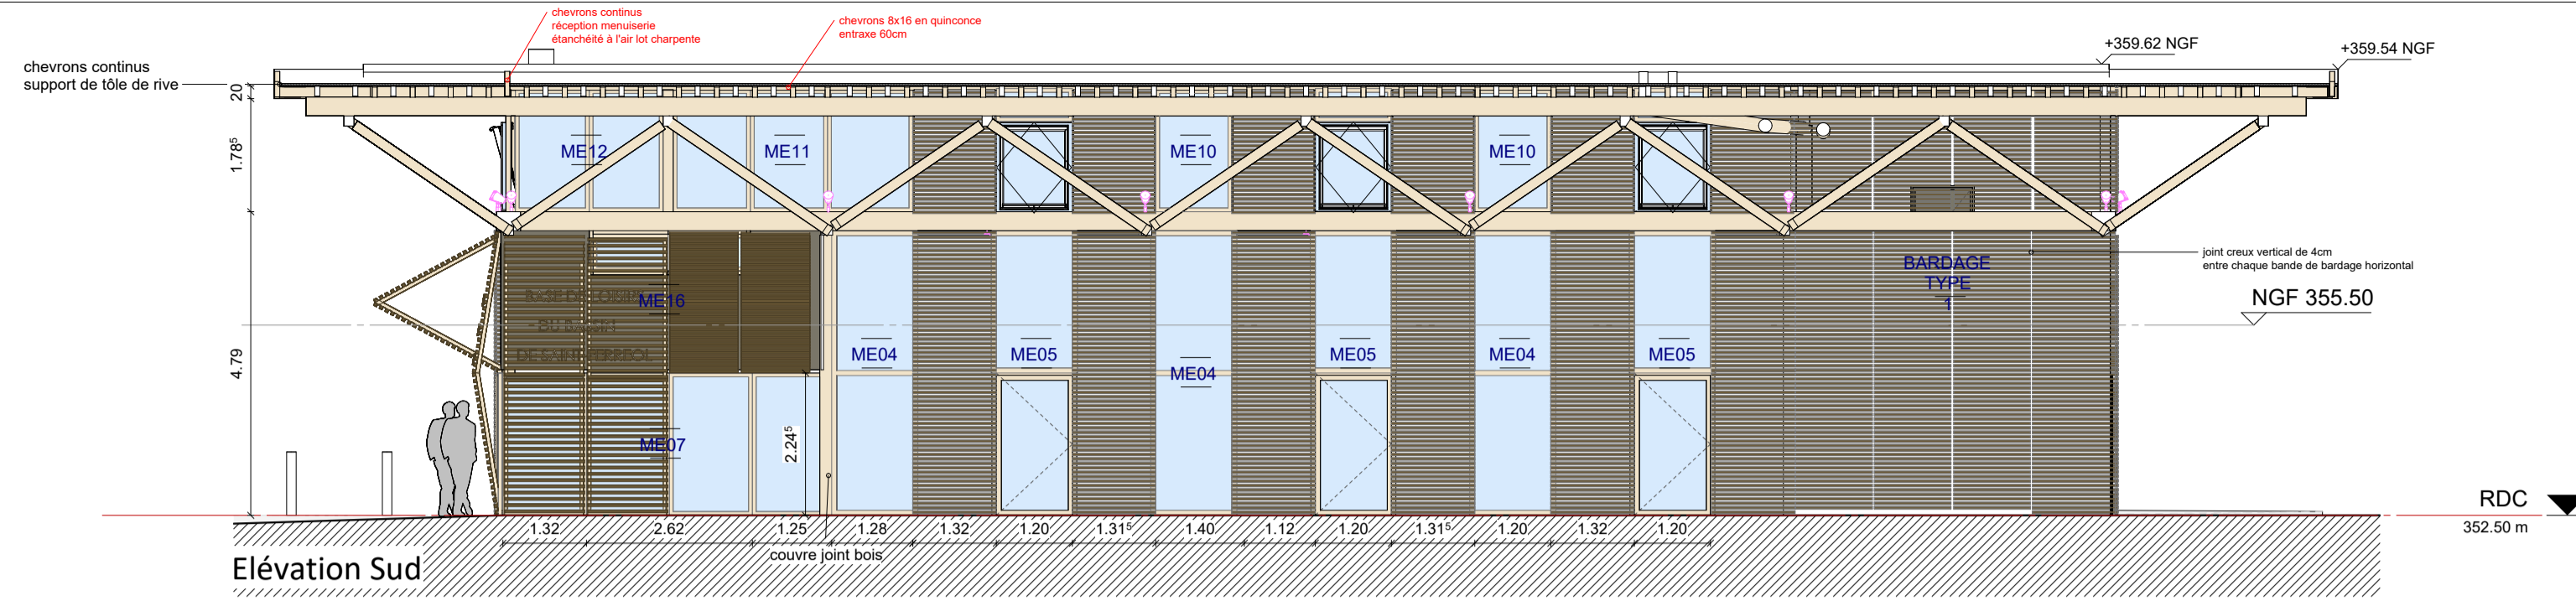 chevrons continus
réception menuiserie
étanchéité à l'air lot charpente
chevrons 8x16 en quinconce
entraxe 60cm
+359.62 NGF
+359.54 NGF
chevrons continus
support de tôle de rive
20
1.78⁵
ME12
ME11
ME10
ME10
joint creux vertical de 4cm
entre chaque bande de bardage horizontal
BARDAGE
TYPE
1
NGF 355.50
ME16
DU
4.79
ME04
ME05
ME04
ME05
ME04
ME05
2.24⁵
ME07
RDC
352.50 m
1.32
2.62
1.25
1.28
1.32
1.20
1.31⁵
1.40
1.12
1.20
1.31⁵
1.20
1.32
1.20
couvre joint bois
Elévation Sud